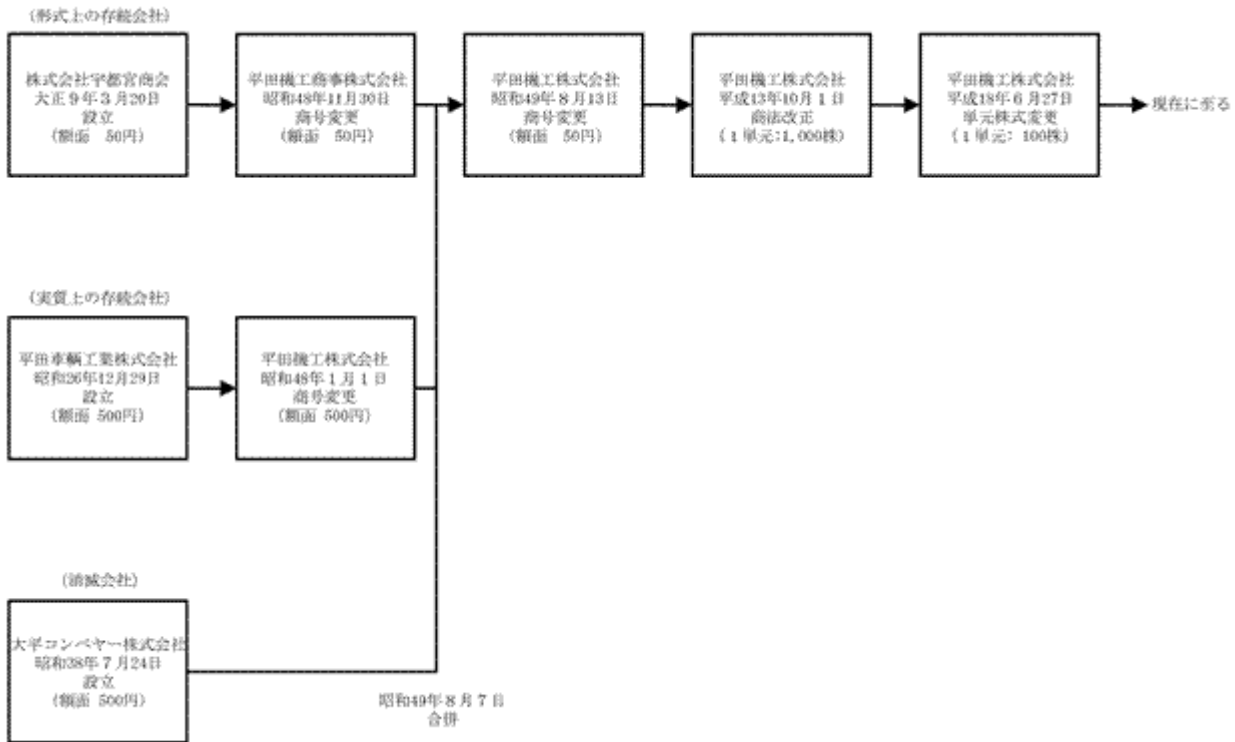 (形式上の存続会社)
株式会社宇都宮商会
大正9年3月20日
設立
(額面 50円)
平田機工商事株式会社
昭和48年11月30日
商号変更
(額面 50円)
平田機工株式会社
昭和49年8月13日
商号変更
(額面 50円)
平田機工株式会社
平成13年10月1日
商法改正
(1単元:1,000株)
平田機工株式会社
平成18年6月27日
単元株式変更
(1単元: 100株)
現在に至る
(実質上の存続会社)
平田車輌工業株式会社
昭和26年12月29日
設立
(額面 500円)
平田機工株式会社
昭和48年1月1日
商号変更
(額面 500円)
(消滅会社)
太平コンベヤー株式会社
昭和38年7月24日
設立
(額面 500円)
昭和49年8月7日
合併